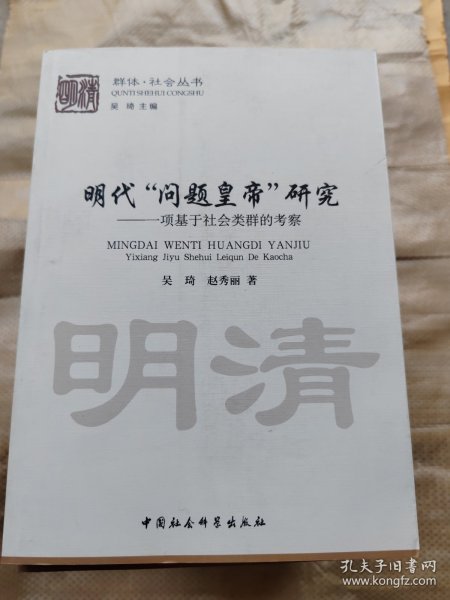 明清
群体·社会丛书
QUNTI SHEHUI CONGSHU
吴琦 主编
明代“问题皇帝”研究
——一项基于社会类群的考察
MINGDAI WENTI HUANGDI YANJIU
Yixiang Jiyu Shehui Leiqun De Kaocha
吴琦 赵秀丽 著
明清
中国社会科学出版社
孔夫子旧书网
www.kongfz.com